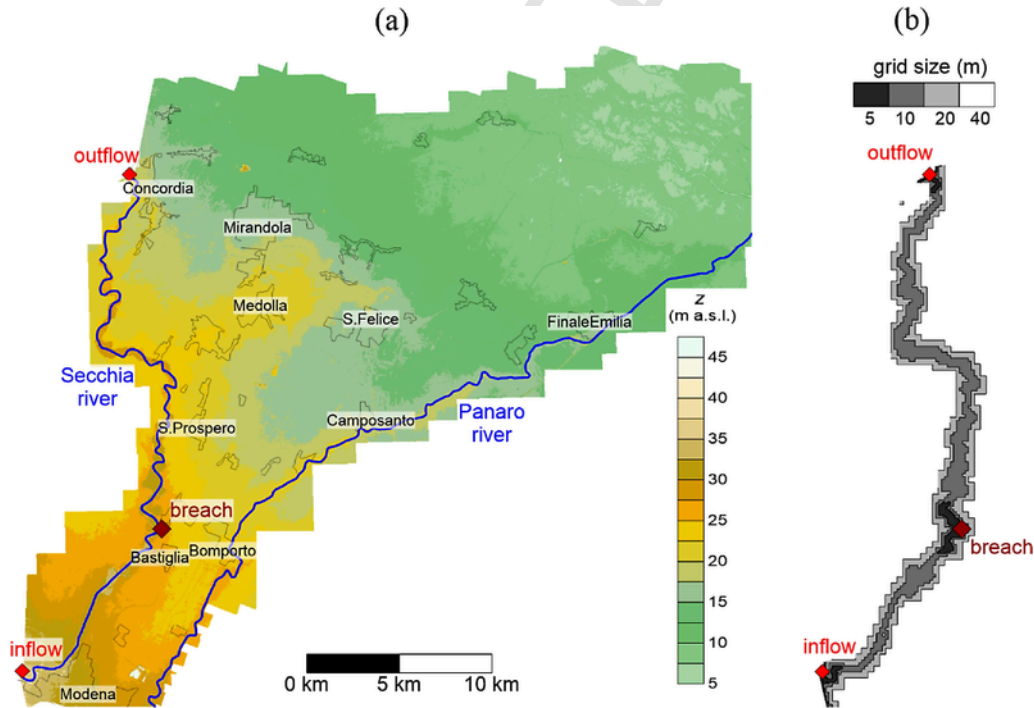 (a)
(b)
grid size (m)
5 10 20 40
outflow
Concordia
Mirandola
Medolla
S.Felice
FinaleEmilia
Z
(m a.s.l.)
45
40
35
30
25
20
15
10
5
Secchia
river
Camposanto
Panaro
river
S.Prospero
breach
Bastiglia
Bomporto
inflow
Modena
0 km 5 km 10 km
outflow
breach
inflow